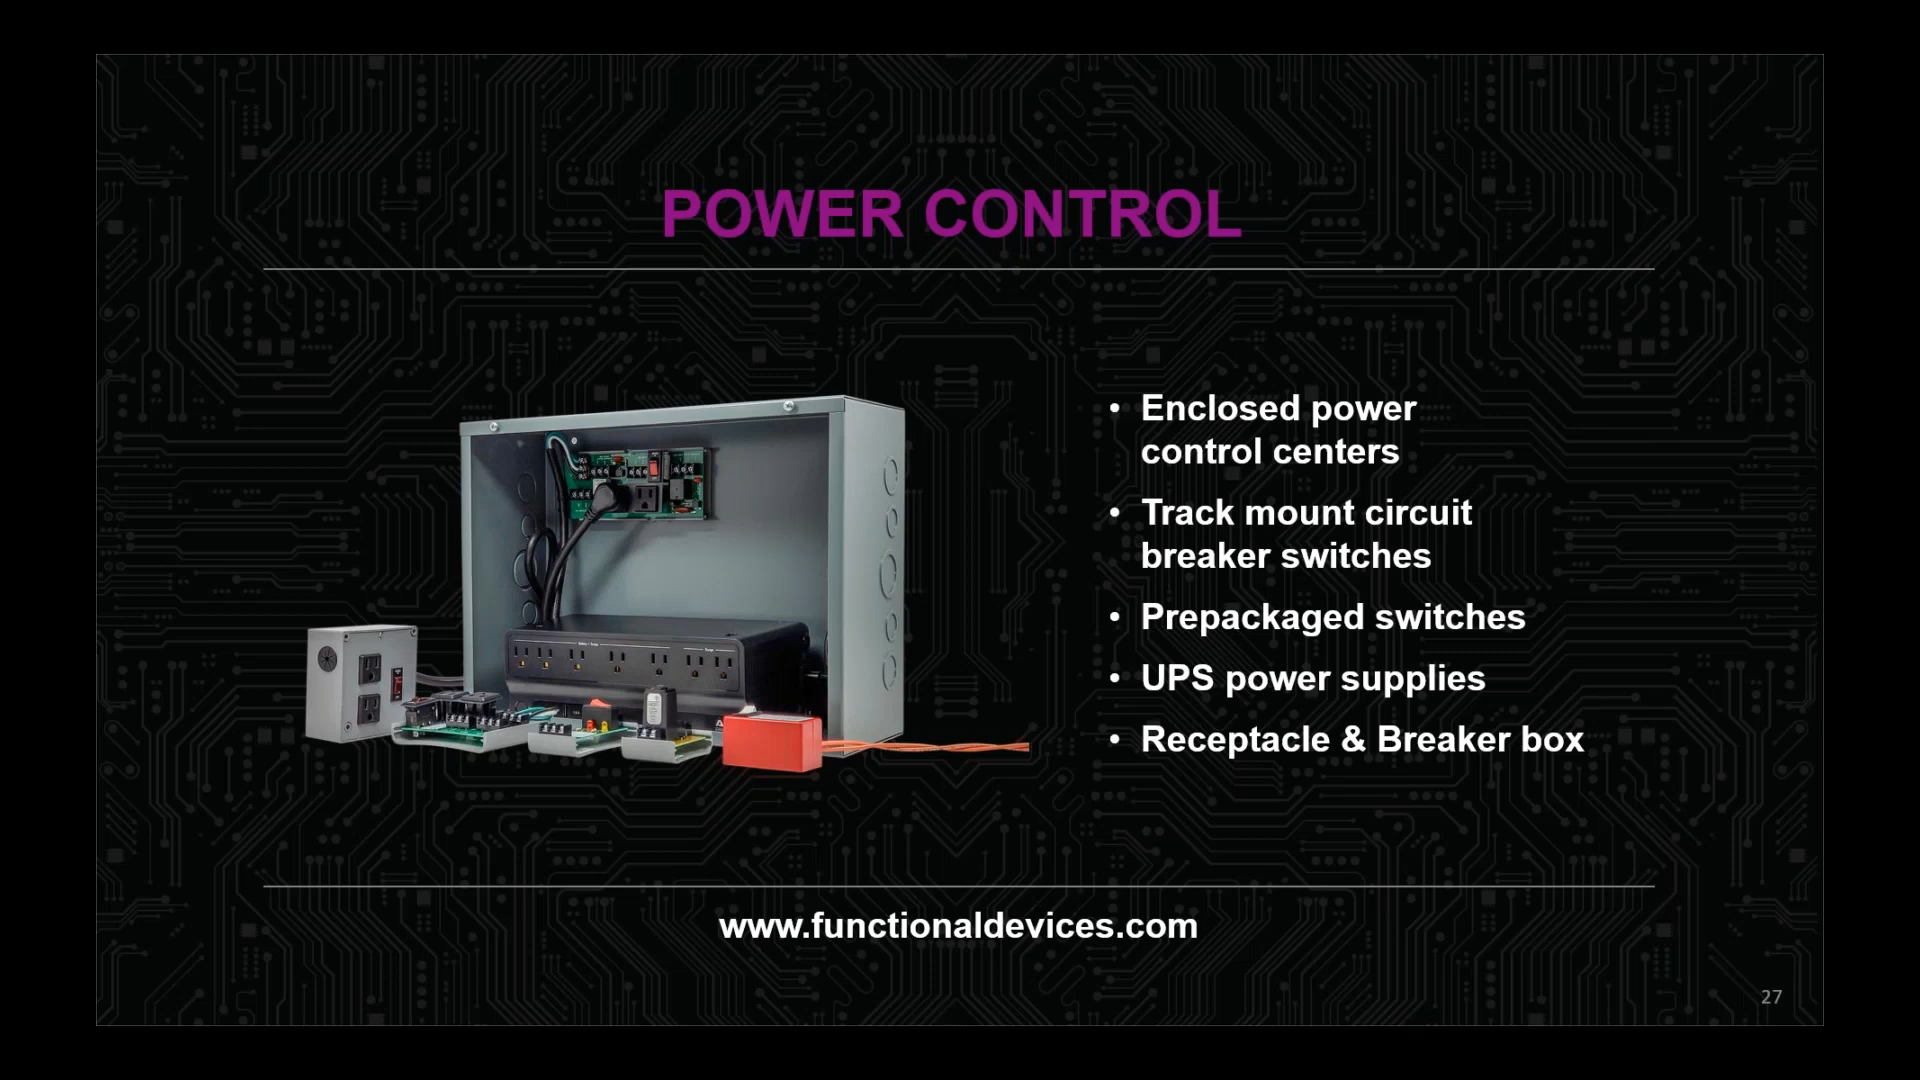 POWER CONTROL
• Enclosed power
control centers
• Track mount circuit
breaker switches
• Prepackaged switches
• UPS power supplies
• Receptacle & Breaker box
www.functionaldevices.com
27